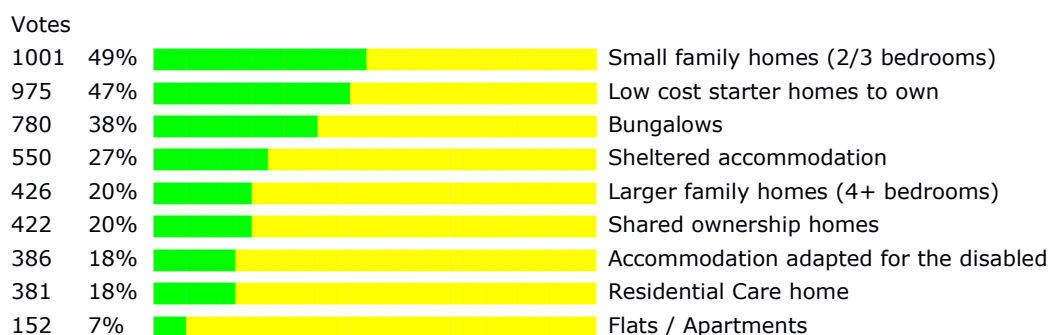 Votes
1001 49% Small family homes (2/3 bedrooms)
975 47% Low cost starter homes to own
780 38% Bungalows
550 27% Sheltered accommodation
426 20% Larger family homes (4+ bedrooms)
422 20% Shared ownership homes
386 18% Accommodation adapted for the disabled
381 18% Residential Care home
152 7% Flats / Apartments